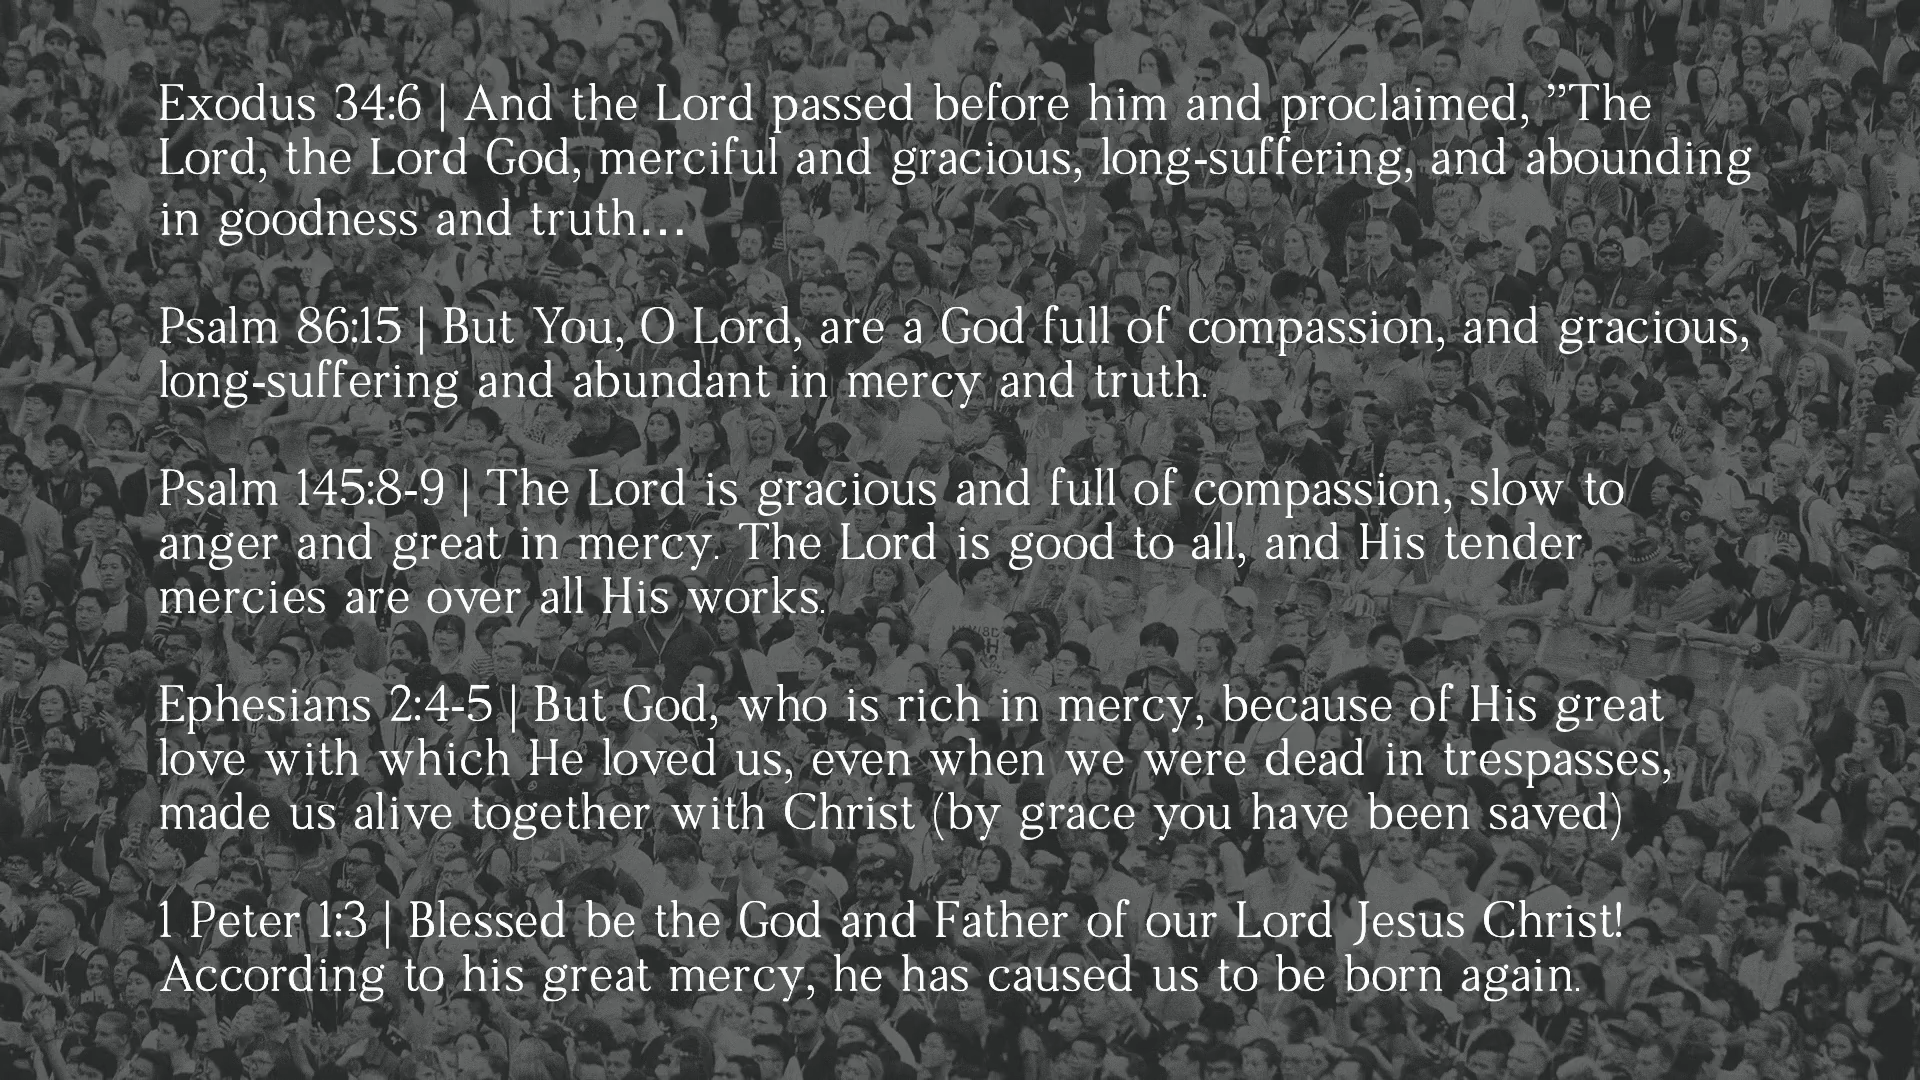 Exodus 34:6 | And the Lord passed before him and proclaimed, ”The
Lord, the Lord God, merciful and gracious, long-suffering, and abounding
in goodness and truth…
Psalm 86:15 | But You, O Lord, are a God full of compassion, and gracious,
long-suffering and abundant in mercy and truth.
Psalm 145:8-9 | The Lord is gracious and full of compassion, slow to
anger and great in mercy. The Lord is good to all, and His tender
mercies are over all His works.
Ephesians 2:4-5 | But God, who is rich in mercy, because of His great
love with which He loved us, even when we were dead in trespasses,
made us alive together with Christ (by grace you have been saved)
1 Peter 1:3 | Blessed be the God and Father of our Lord Jesus Christ!
According to his great mercy, he has caused us to be born again.